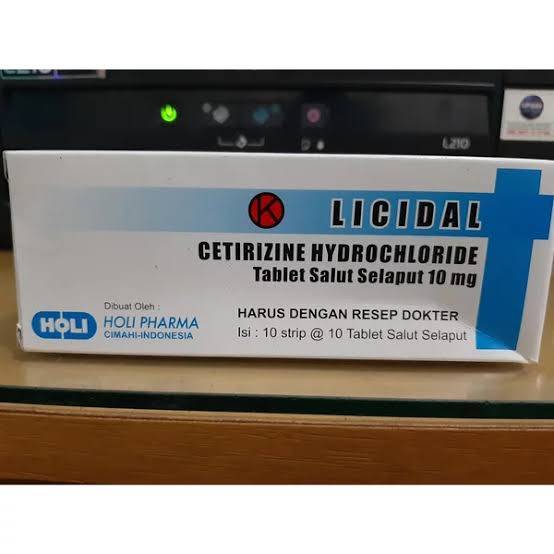 L210
K LICIDAL
CETIRIZINE HYDROCHLORIDE
Tablet Salut Selaput 10 mg
Dibuat Oleh :
HOLI
HOLI PHARMA
CIMAHI-INDONESIA
HARUS DENGAN RESEP DOKTER
Isi : 10 strip @ 10 Tablet Salut Selaput